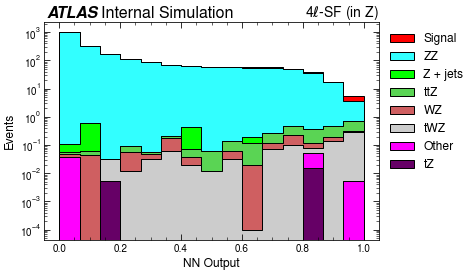 ATLAS Internal Simulation
4ℓ-SF (in Z)
Events
10³
10²
10¹
10⁰
10⁻¹
10⁻²
10⁻³
10⁻⁴
0.0 0.2 0.4 0.6 0.8 1.0
NN Output
Signal
ZZ
Z + jets
ttZ
WZ
tWZ
Other
tZ